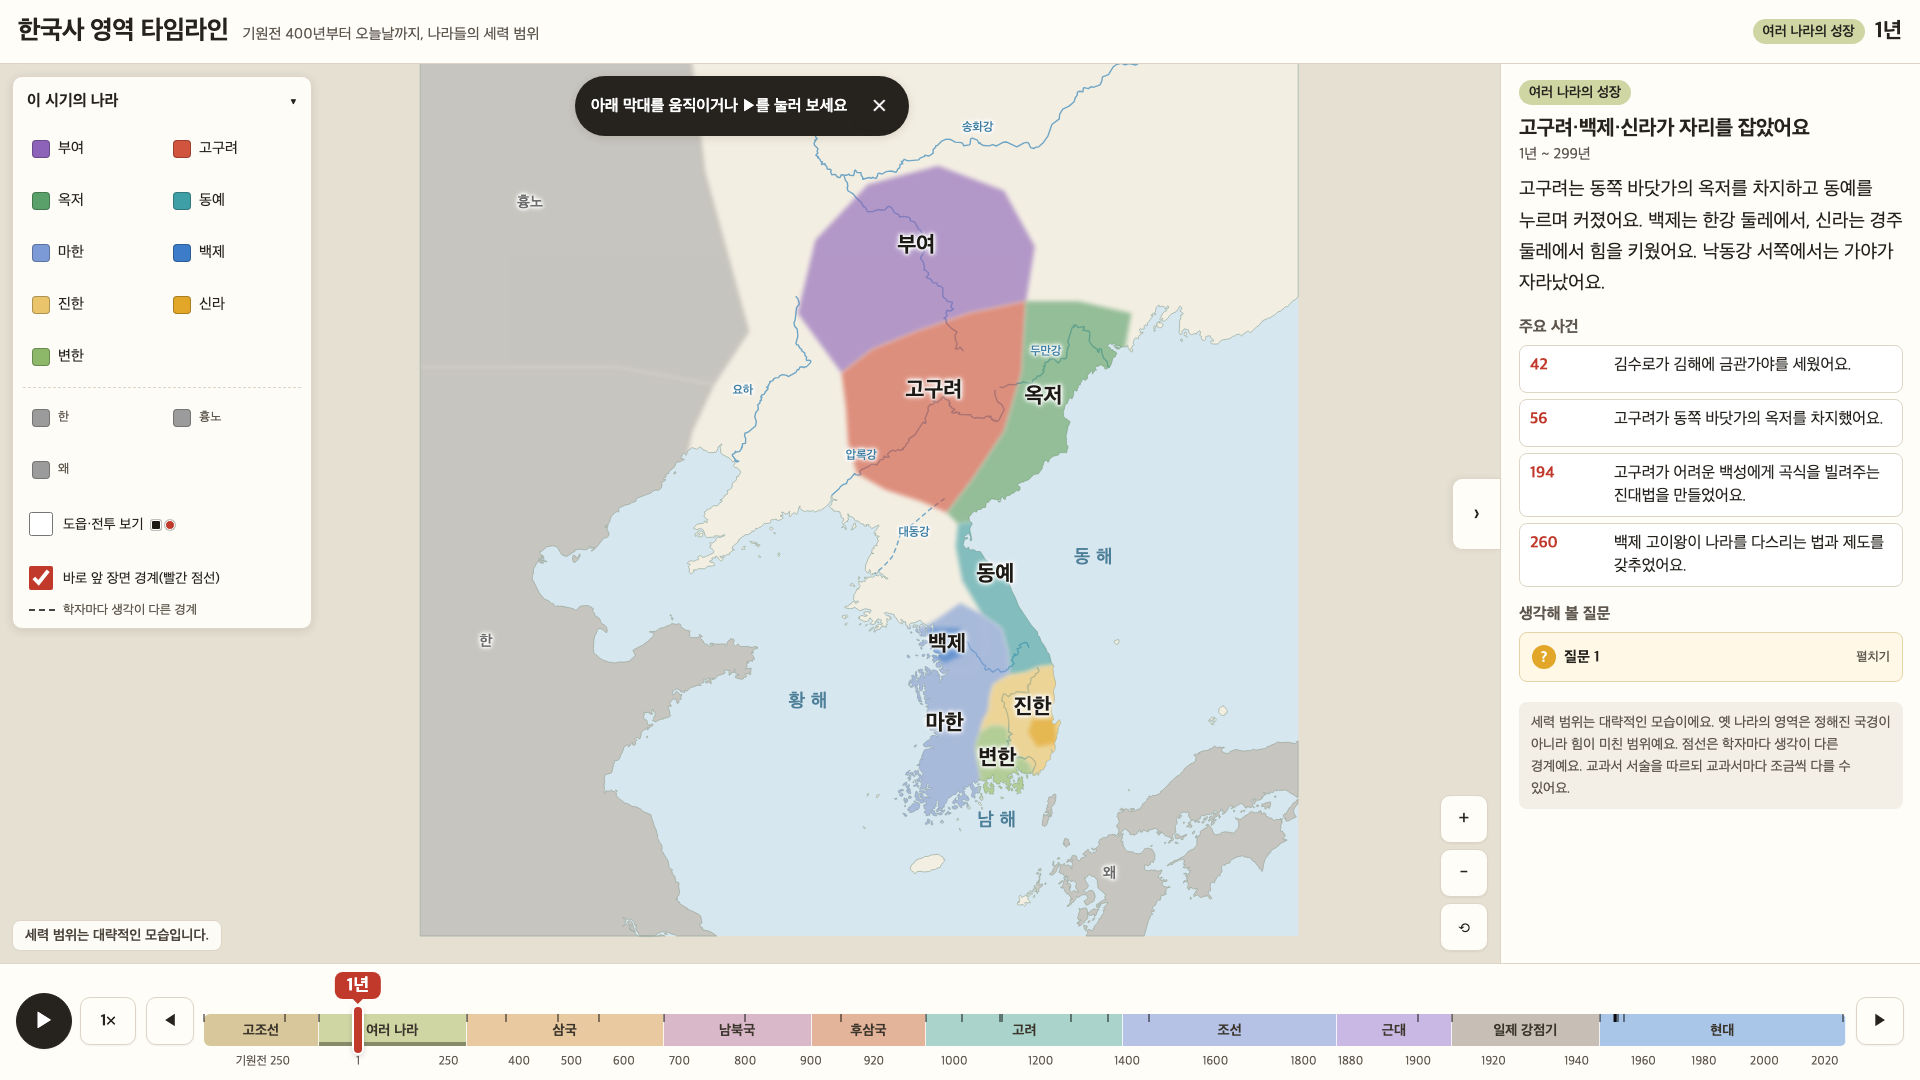 한국사 영역 타임라인
기원전 400년부터 오늘날까지, 나라들의 세력 범위
여러 나라의 성장
1년
이 시기의 나라
부여
고구려
옥저
동예
마한
백제
진한
신라
변한
한
흉노
왜
도읍·전투 보기
바로 앞 장면 경계(빨간 점선)
학자마다 생각이 다른 경계
세력 범위는 대략적인 모습입니다.
아래 막대를 움직이거나 ▶를 눌러 보세요 ✕
송화강
흉노
부여
두만강
고구려
옥저
요하
압록강
대동강
동해
동예
한
백제
황해
진한
마한
변한
남해
왜
여러 나라의 성장
고구려·백제·신라가 자리를 잡았어요
1년 ~ 299년
고구려는 동쪽 바닷가의 옥저를 차지하고 동예를
누르며 커졌어요. 백제는 한강 둘레에서, 신라는 경주
둘레에서 힘을 키웠어요. 낙동강 서쪽에서는 가야가
자라났어요.
주요 사건
42 김수로가 김해에 금관가야를 세웠어요.
56 고구려가 동쪽 바닷가의 옥저를 차지했어요.
194 고구려가 어려운 백성에게 곡식을 빌려주는
진대법을 만들었어요.
260 백제 고이왕이 나라를 다스리는 법과 제도를
갖추었어요.
생각해 볼 질문
? 질문 1 펼치기
세력 범위는 대략적인 모습이에요. 옛 나라의 영역은 정해진 국경이
아니라 힘이 미친 범위예요. 점선은 학자마다 생각이 다른
경계예요. 교과서 서술을 따르되 교과서마다 조금씩 다를 수
있어요.
+
−
⟲
1년
1×
고조선 여러 나라 삼국 남북국 후삼국 고려 조선 근대 일제 강점기 현대
기원전 250 1 250 400 500 600 700 800 900 920 1000 1200 1400 1600 1800 1880 1900 1920 1940 1960 1980 2000 2020